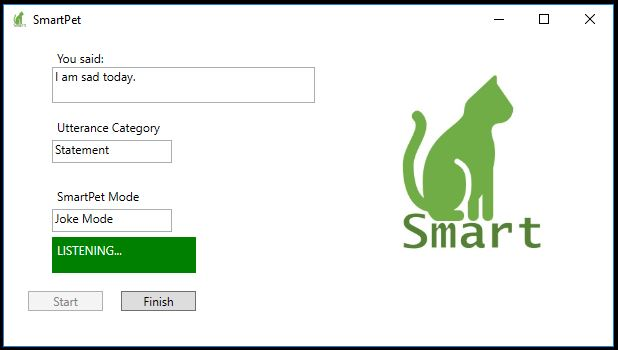 SmartPet
You said:
I am sad today.
Utterance Category
Statement
SmartPet Mode
Joke Mode
LISTENING...
Start
Finish
Smart